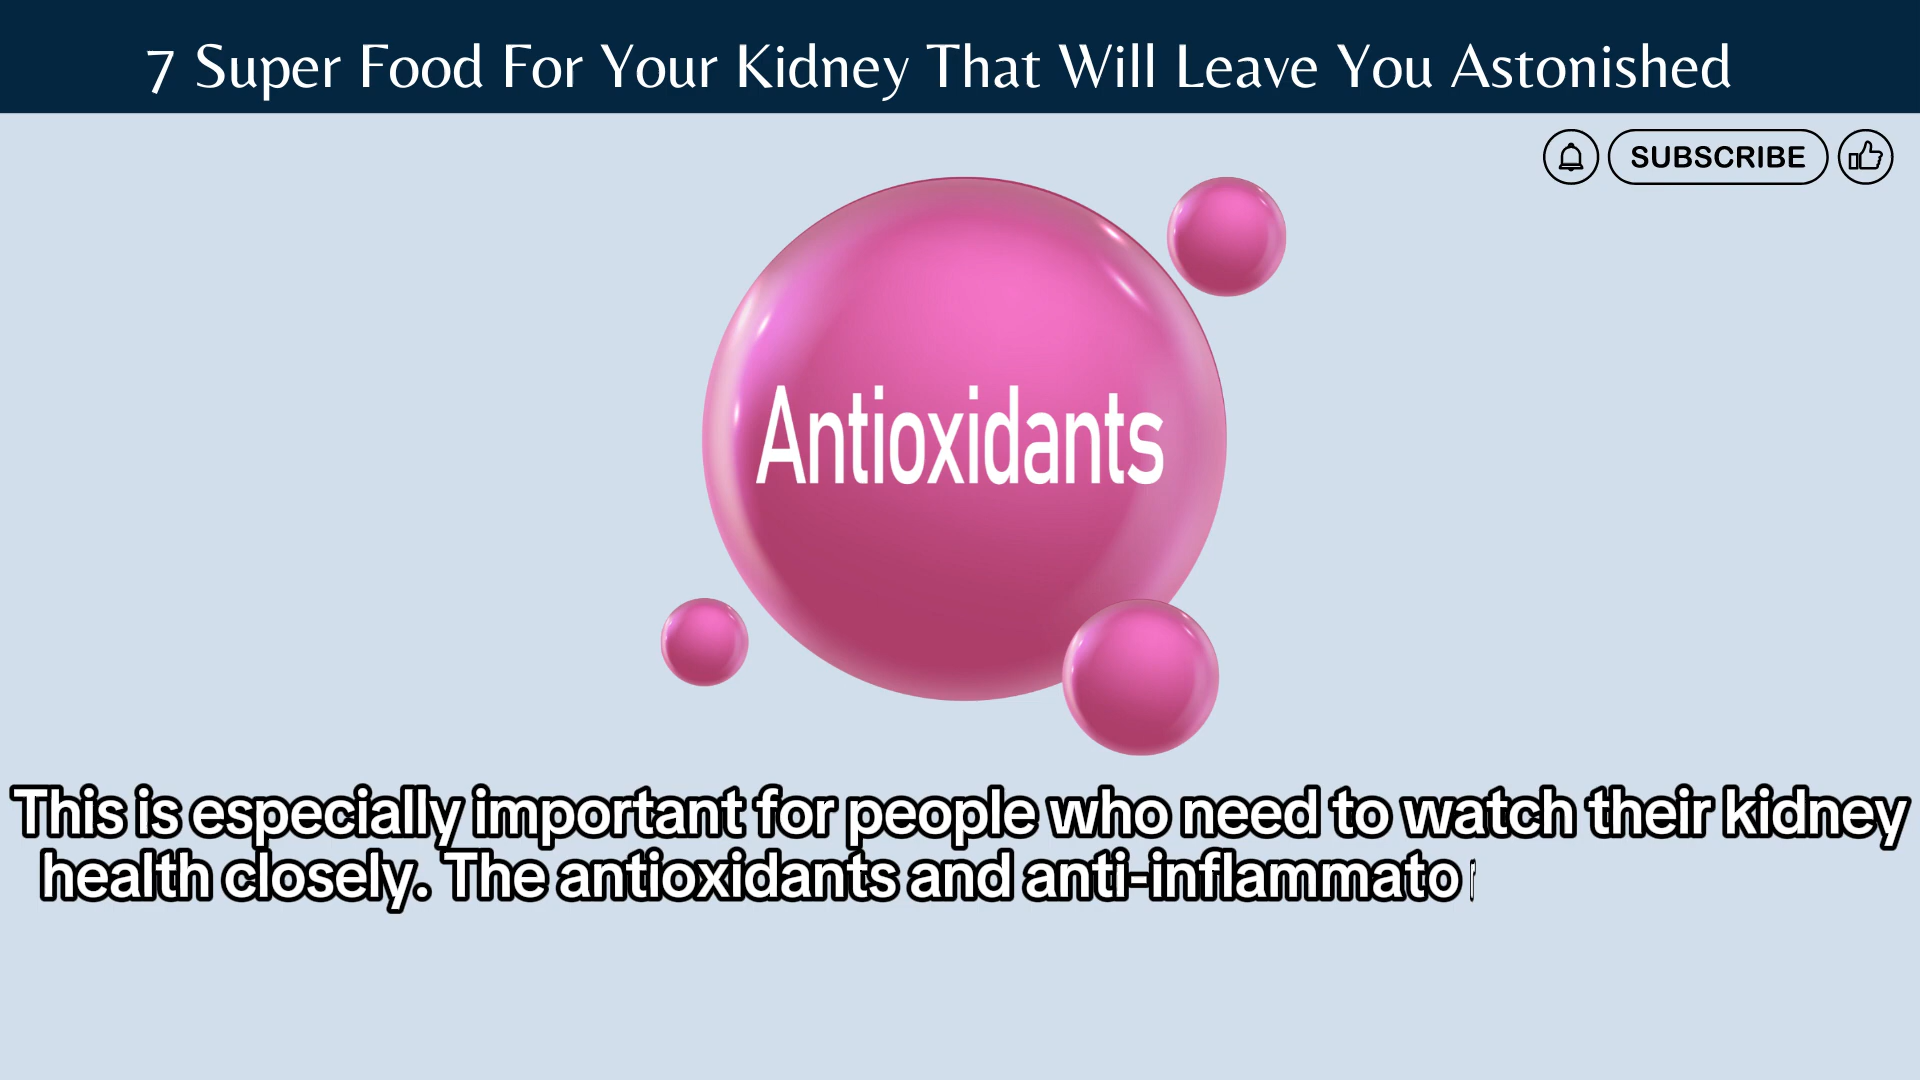 7 Super Food For Your Kidney That Will Leave You Astonished
SUBSCRIBE
Antioxidants
This is especially important for people who need to watch their kidney
health closely. The antioxidants and anti-inflammato